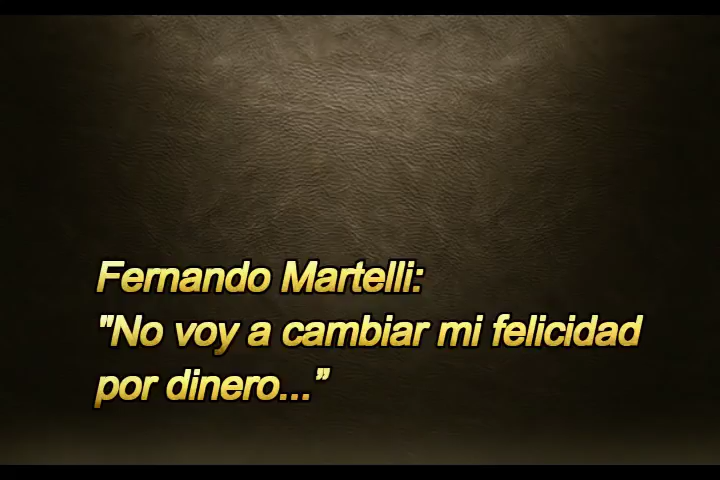 Fernando Martelli:
"No voy a cambiar mi felicidad
por dinero...”